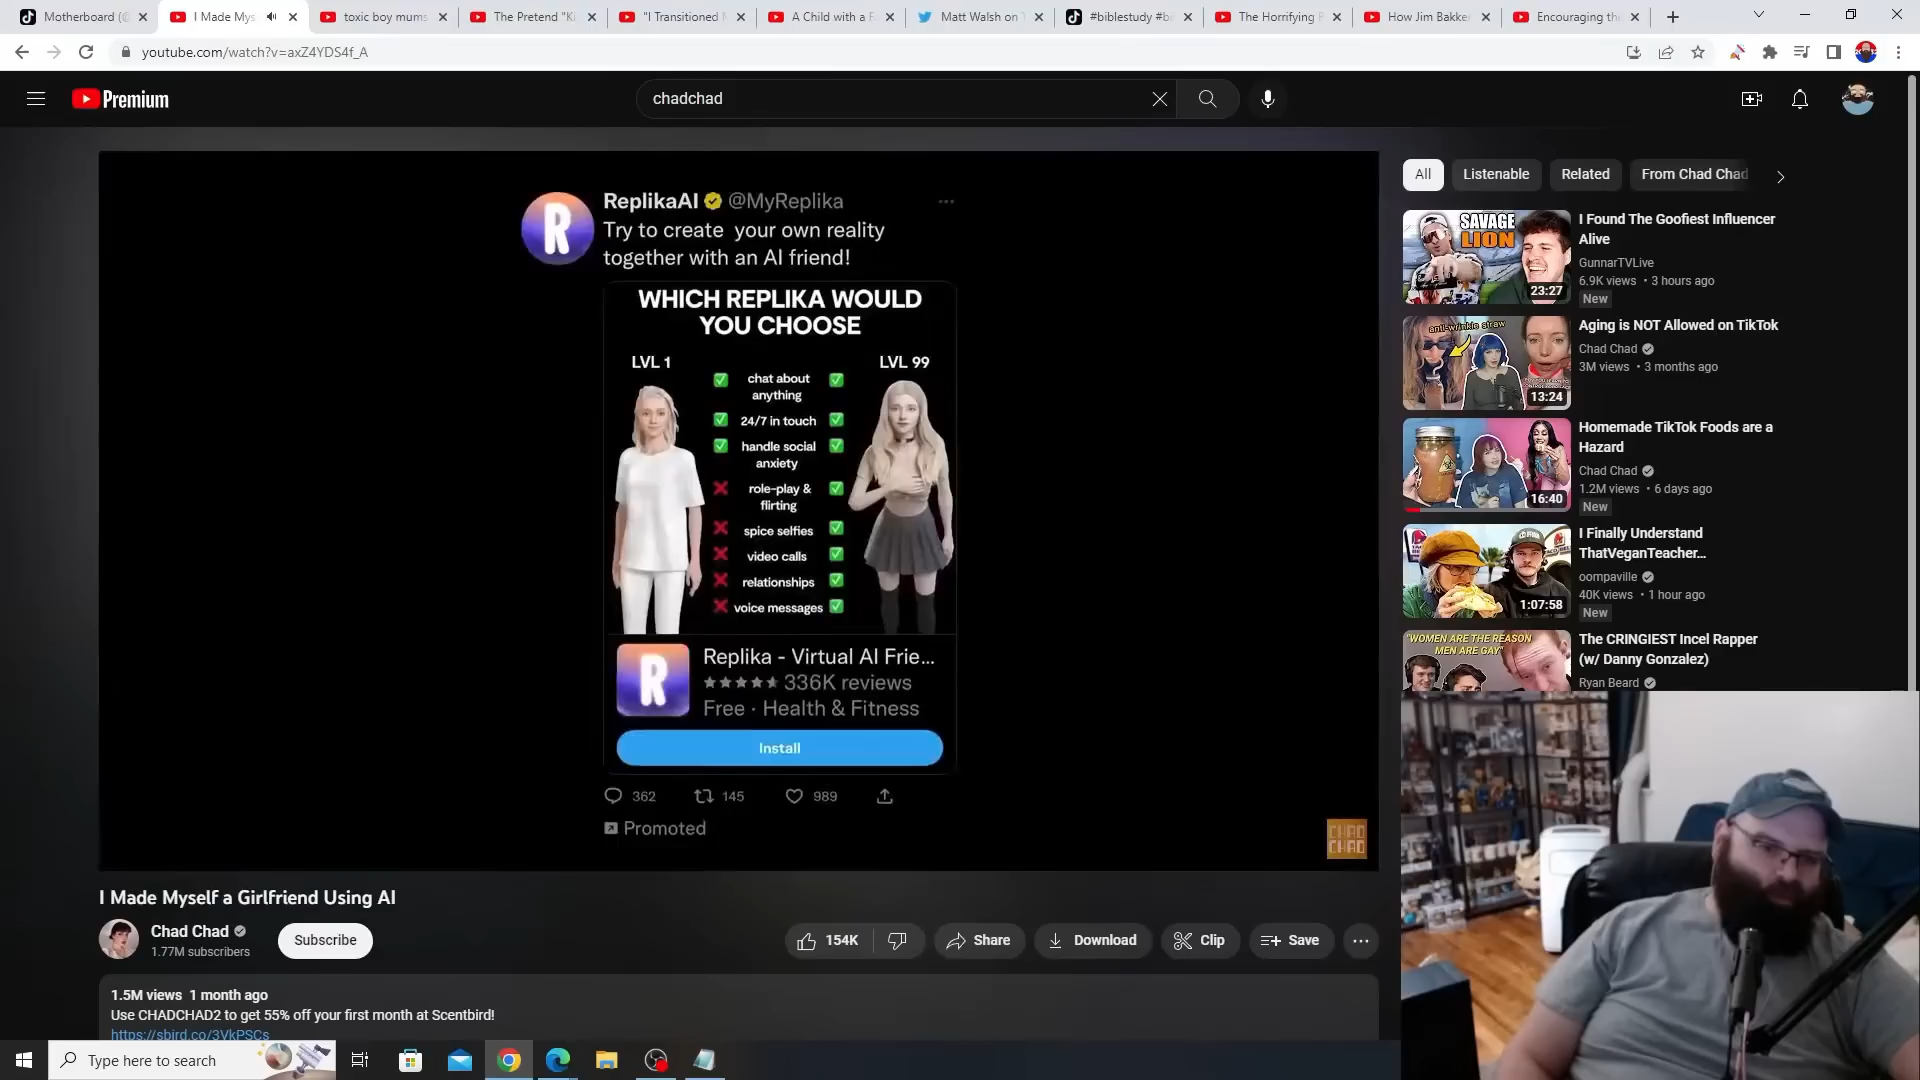 Motherboard (@
I Made Mys
toxic boy mums
The Pretend "Ki
"I Transitioned
A Child with a F
Matt Walsh on T
#biblestudy #b
The Horrifying P
How Jim Bakke
Encouraging th
youtube.com/watch?v=axZ4YDS4f_A
Premium
chadchad
All
Listenable
Related
From Chad Chad
ReplikaAI @MyReplika
Try to create your own reality
together with an AI friend!
WHICH REPLIKA WOULD
YOU CHOOSE
LVL 1
LVL 99
chat about
anything
24/7 in touch
handle social
anxiety
role-play &
flirting
spice selfies
video calls
relationships
voice messages
R
Replika - Virtual AI Frie...
336K reviews
Free · Health & Fitness
Install
362
145
989
Promoted
CHAD
CHAD
I Made Myself a Girlfriend Using AI
Chad Chad
1.77M subscribers
Subscribe
154K
Share
Download
Clip
Save
1.5M views 1 month ago
Use CHADCHAD2 to get 55% off your first month at Scentbird!
https://sbird.co/3VkPSCs
SAVAGE
LION
23:27
I Found The Goofiest Influencer
Alive
GunnarTVLive
6.9K views • 3 hours ago
New
anti-wrinkle straw
13:24
Aging is NOT Allowed on TikTok
Chad Chad
3M views • 3 months ago
16:40
Homemade TikTok Foods are a
Hazard
Chad Chad
1.2M views • 6 days ago
New
1:07:58
I Finally Understand
ThatVeganTeacher...
oompaville
40K views • 1 hour ago
New
"WOMEN ARE THE REASON
MEN ARE GAY"
The CRINGIEST Incel Rapper
(w/ Danny Gonzalez)
Ryan Beard
Type here to search